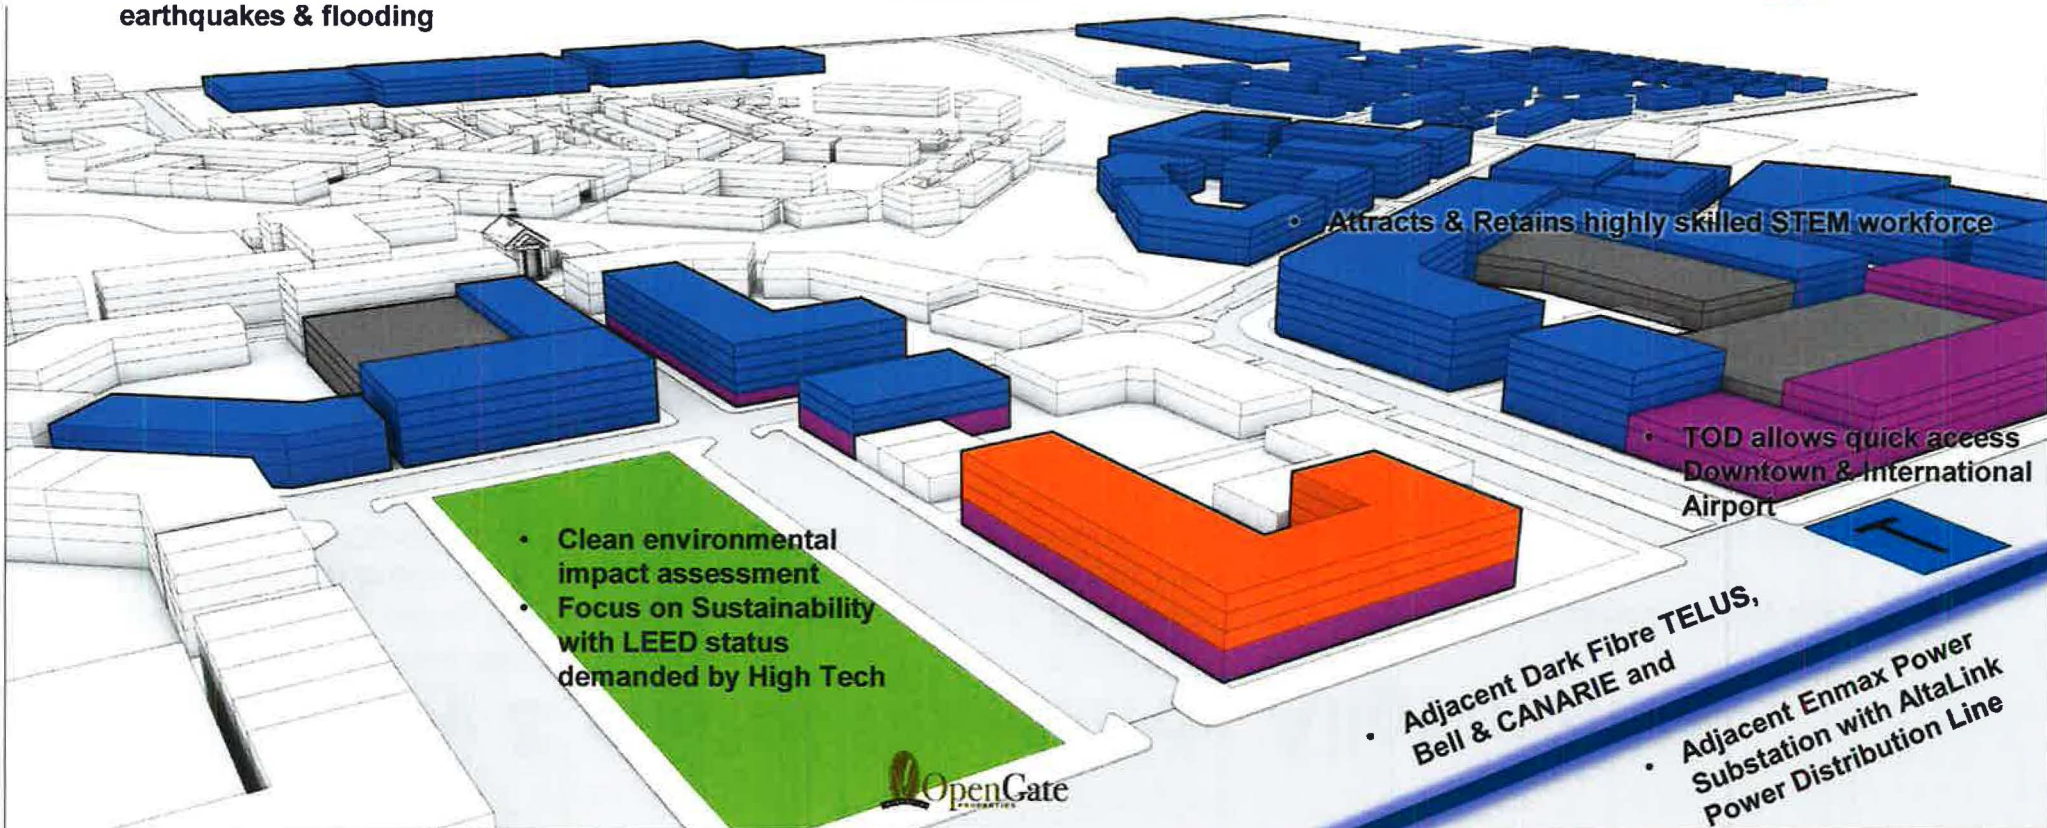 earthquakes & flooding
• Attracts & Retains highly skilled STEM workforce
• TOD allows quick access
Downtown & International
Airport
T
• Clean environmental
impact assessment
• Focus on Sustainability
with LEED status
demanded by High Tech
• Adjacent Dark Fibre TELUS,
Bell & CANARIE and
• Adjacent Enmax Power
Substation with AltaLink
Power Distribution Line
OpenGate
PROPERTIES